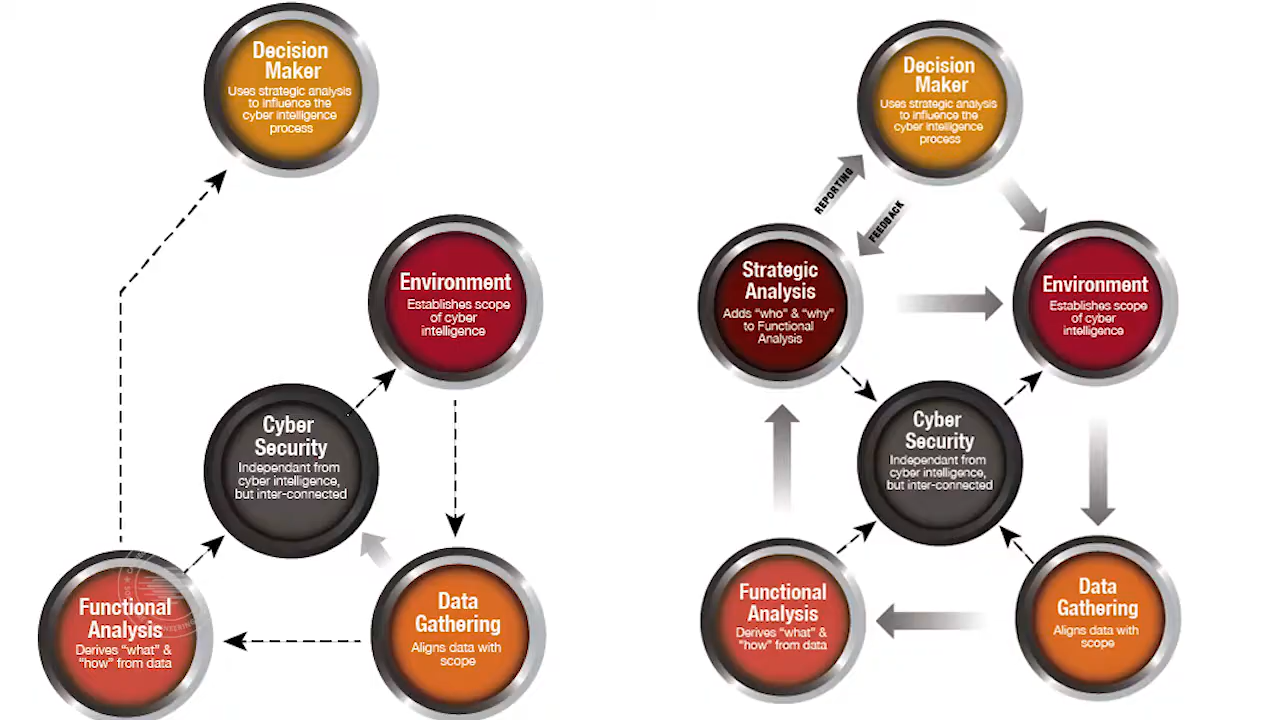 Decision
Maker
Uses strategic analysis
to influence the
cyber intelligence
process
Environment
Establishes scope
of cyber
intelligence
Cyber
Security
Independant from
cyber intelligence,
but inter-connected
Functional
Analysis
Derives “what” &
“how” from data
Data
Gathering
Aligns data with
scope
Decision
Maker
Uses strategic analysis
to influence the
cyber intelligence
process
REPORTING
FEEDBACK
Strategic
Analysis
Adds “who” & “why”
to Functional
Analysis
Environment
Establishes scope
of cyber
intelligence
Cyber
Security
Independant from
cyber intelligence,
but inter-connected
Functional
Analysis
Derives “what” &
“how” from data
Data
Gathering
Aligns data with
scope